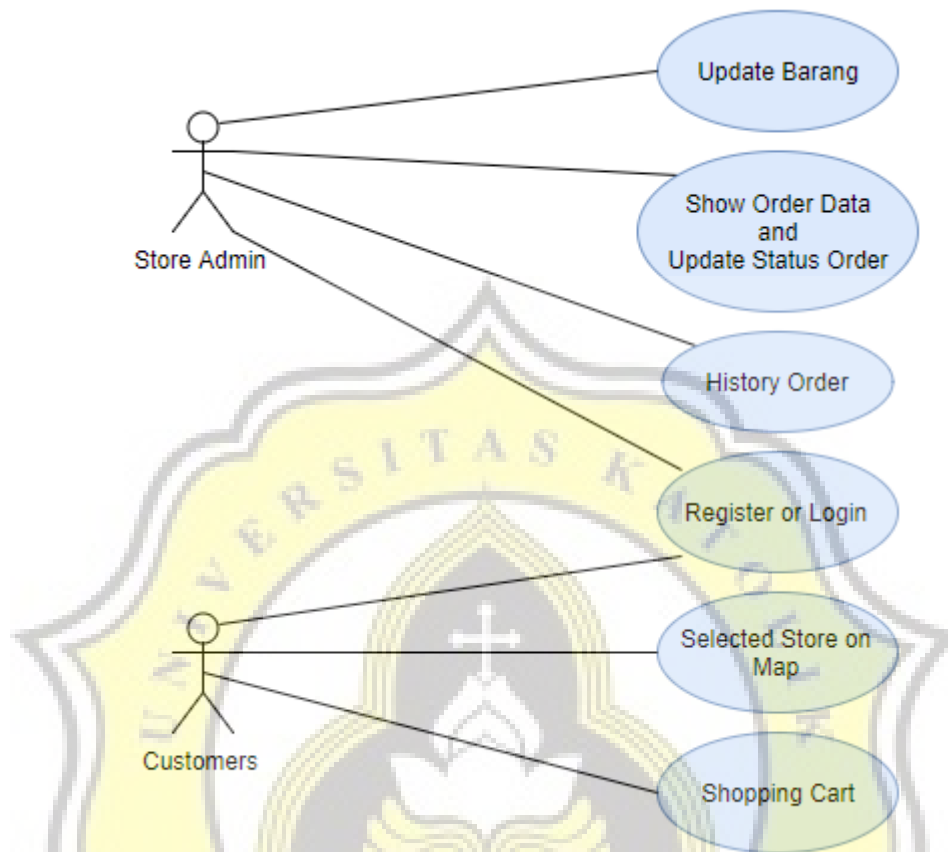 Update Barang
Show Order Data
and
Update Status Order
Store Admin
History Order
UNIVERSITAS
Register or Login
Selected Store on
Map
Customers
Shopping Cart